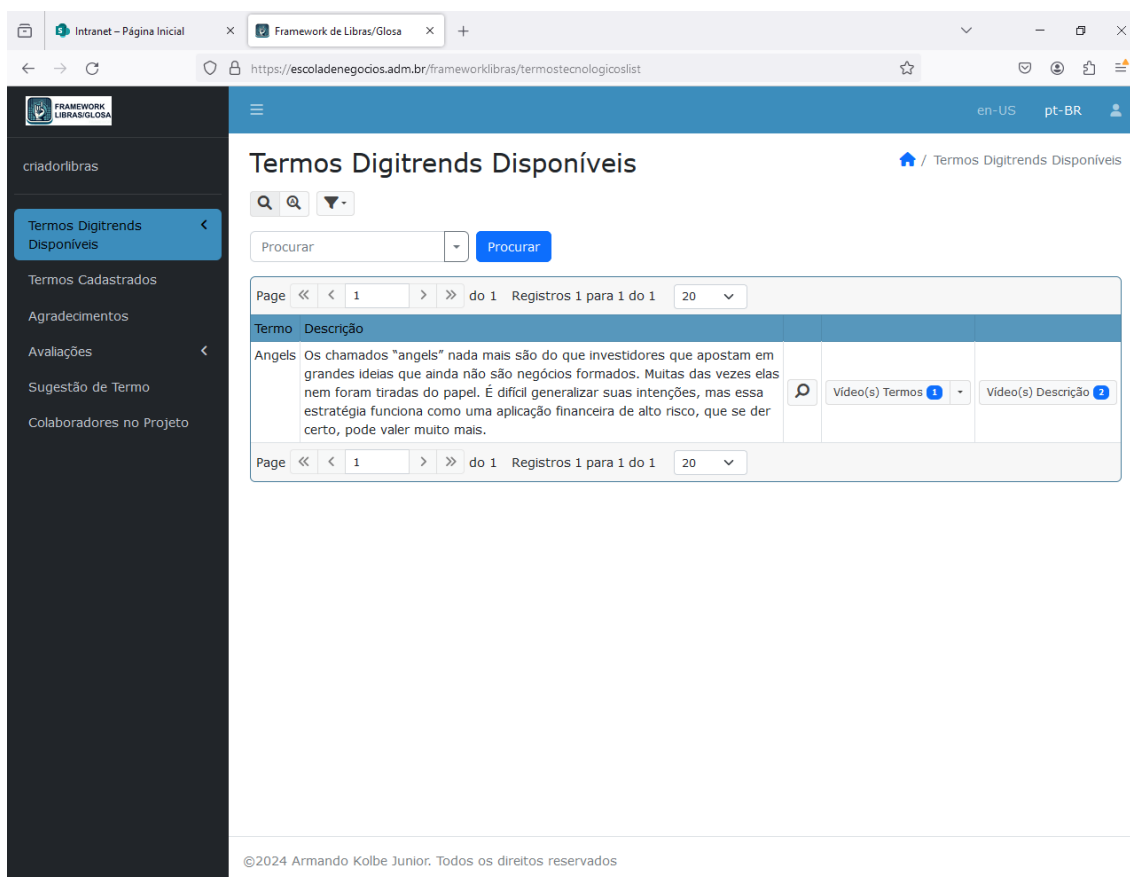 Intranet – Página Inicial
Framework de Libras/Glosa
https://escoladenegocios.adm.br/frameworklibras/termostecnologicoslist
FRAMEWORK
LIBRAS/GLOSA
en-US pt-BR
criadorlibras
Termos Digitrends
Disponíveis
Termos Cadastrados
Agradecimentos
Avaliações
Sugestão de Termo
Colaboradores no Projeto
Termos Digitrends Disponíveis
/ Termos Digitrends Disponíveis
Procurar Procurar
Page 1 do 1 Registros 1 para 1 do 1 20
Termo Descrição
Angels Os chamados “angels” nada mais são do que investidores que apostam em
grandes ideias que ainda não são negócios formados. Muitas das vezes elas
nem foram tiradas do papel. É difícil generalizar suas intenções, mas essa
estratégia funciona como uma aplicação financeira de alto risco, que se der
certo, pode valer muito mais.
Vídeo(s) Termos 1 Vídeo(s) Descrição 2
Page 1 do 1 Registros 1 para 1 do 1 20
©2024 Armando Kolbe Junior. Todos os direitos reservados